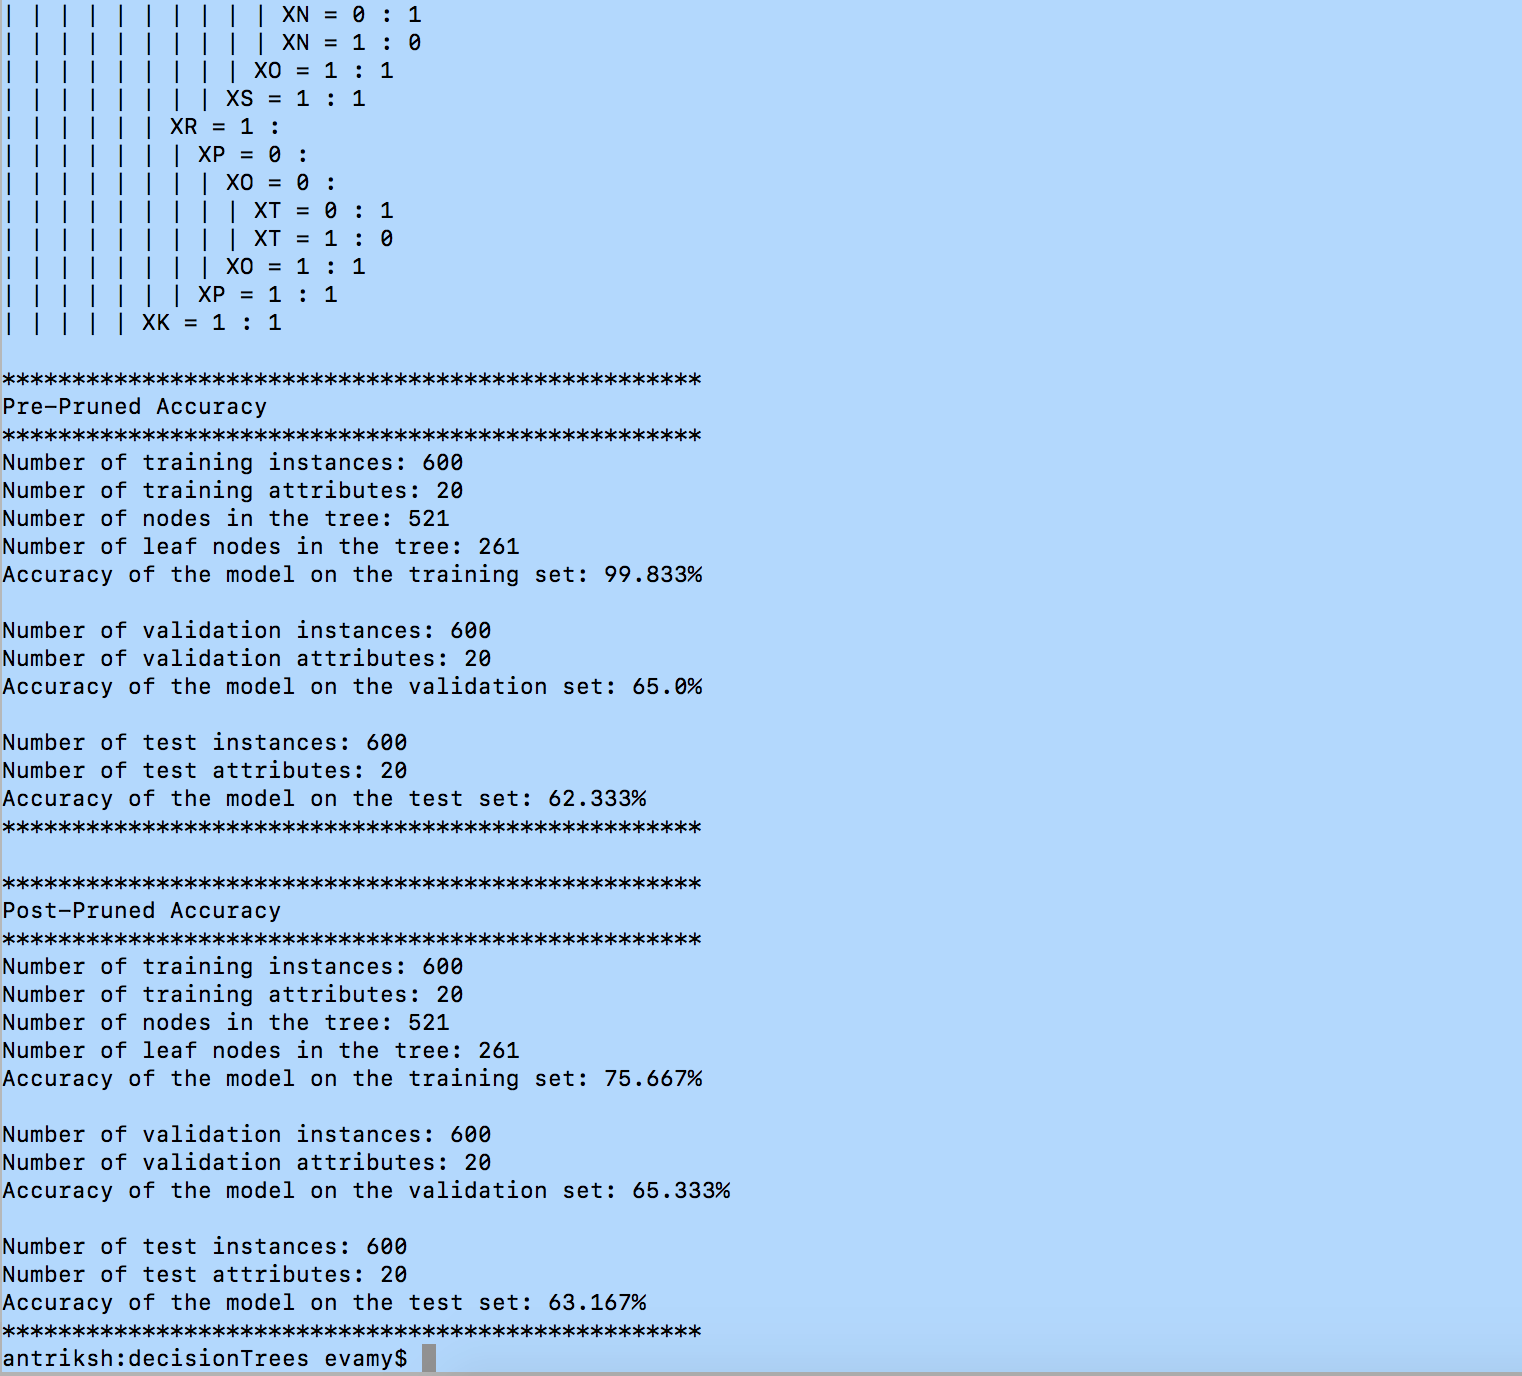 | | | | | | | | | | XN = 0 : 1
| | | | | | | | | | XN = 1 : 0
| | | | | | | | | XO = 1 : 1
| | | | | | | | XS = 1 : 1
| | | | | | XR = 1 :
| | | | | | | XP = 0 :
| | | | | | | | XO = 0 :
| | | | | | | | | XT = 0 : 1
| | | | | | | | | XT = 1 : 0
| | | | | | | | XO = 1 : 1
| | | | | | | XP = 1 : 1
| | | | | XK = 1 : 1
**************************************************
Pre-Pruned Accuracy
**************************************************
Number of training instances: 600
Number of training attributes: 20
Number of nodes in the tree: 521
Number of leaf nodes in the tree: 261
Accuracy of the model on the training set: 99.833%
Number of validation instances: 600
Number of validation attributes: 20
Accuracy of the model on the validation set: 65.0%
Number of test instances: 600
Number of test attributes: 20
Accuracy of the model on the test set: 62.333%
**************************************************
**************************************************
Post-Pruned Accuracy
**************************************************
Number of training instances: 600
Number of training attributes: 20
Number of nodes in the tree: 521
Number of leaf nodes in the tree: 261
Accuracy of the model on the training set: 75.667%
Number of validation instances: 600
Number of validation attributes: 20
Accuracy of the model on the validation set: 65.333%
Number of test instances: 600
Number of test attributes: 20
Accuracy of the model on the test set: 63.167%
**************************************************
antriksh:decisionTrees evamy$